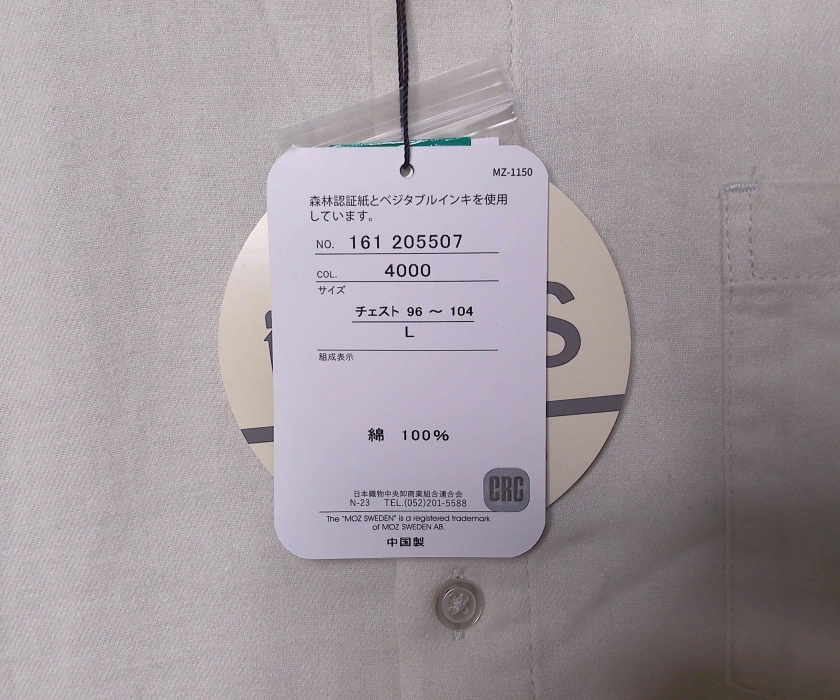 MZ-1150
森林認証紙とベジタブルインキを使用
しています。
NO. 161 205507
COL. 4000
サイズ
チェスト 96 ～ 104
L
組成表示
綿 100%
日本織物中央卸商業組合連合会
N-23 TEL.(052)201-5588
CRC
The "MOZ SWEDEN" is a registered trademark
of MOZ SWEDEN AB.
中国製